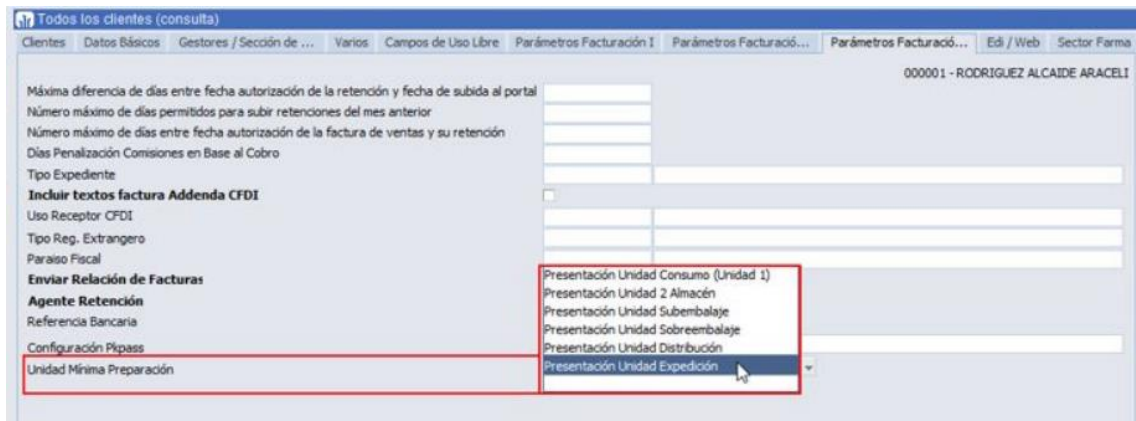 Todos los clientes (consulta)
Clientes Datos Básicos Gestores / Sección de ... Varios Campos de Uso Libre Parámetros Facturación I Parámetros Facturació... Parámetros Facturació... Edi / Web Sector Farma
000001 - RODRIGUEZ ALCAIDE ARACELI
Máxima diferencia de días entre fecha autorización de la retención y fecha de subida al portal
Número máximo de días permitidos para subir retenciones del mes anterior
Número máximo de días entre fecha autorización de la factura de ventas y su retención
Días Penalización Comisiones en Base al Cobro
Tipo Expediente
Incluir textos factura Addenda CFDI
Uso Receptor CFDI
Tipo Reg. Extrangero
Paraiso Fiscal
Enviar Relación de Facturas
Agente Retención
Referencia Bancaria
Configuración Pkpass
Unidad Mínima Preparación
Presentación Unidad Consumo (Unidad 1)
Presentación Unidad 2 Almacén
Presentación Unidad Subembalaje
Presentación Unidad Sobreembalaje
Presentación Unidad Distribución
Presentación Unidad Expedición